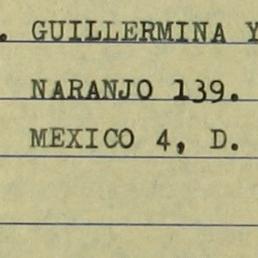 . GUILLERMINA Y
NARANJO 139.
MEXICO 4, D.